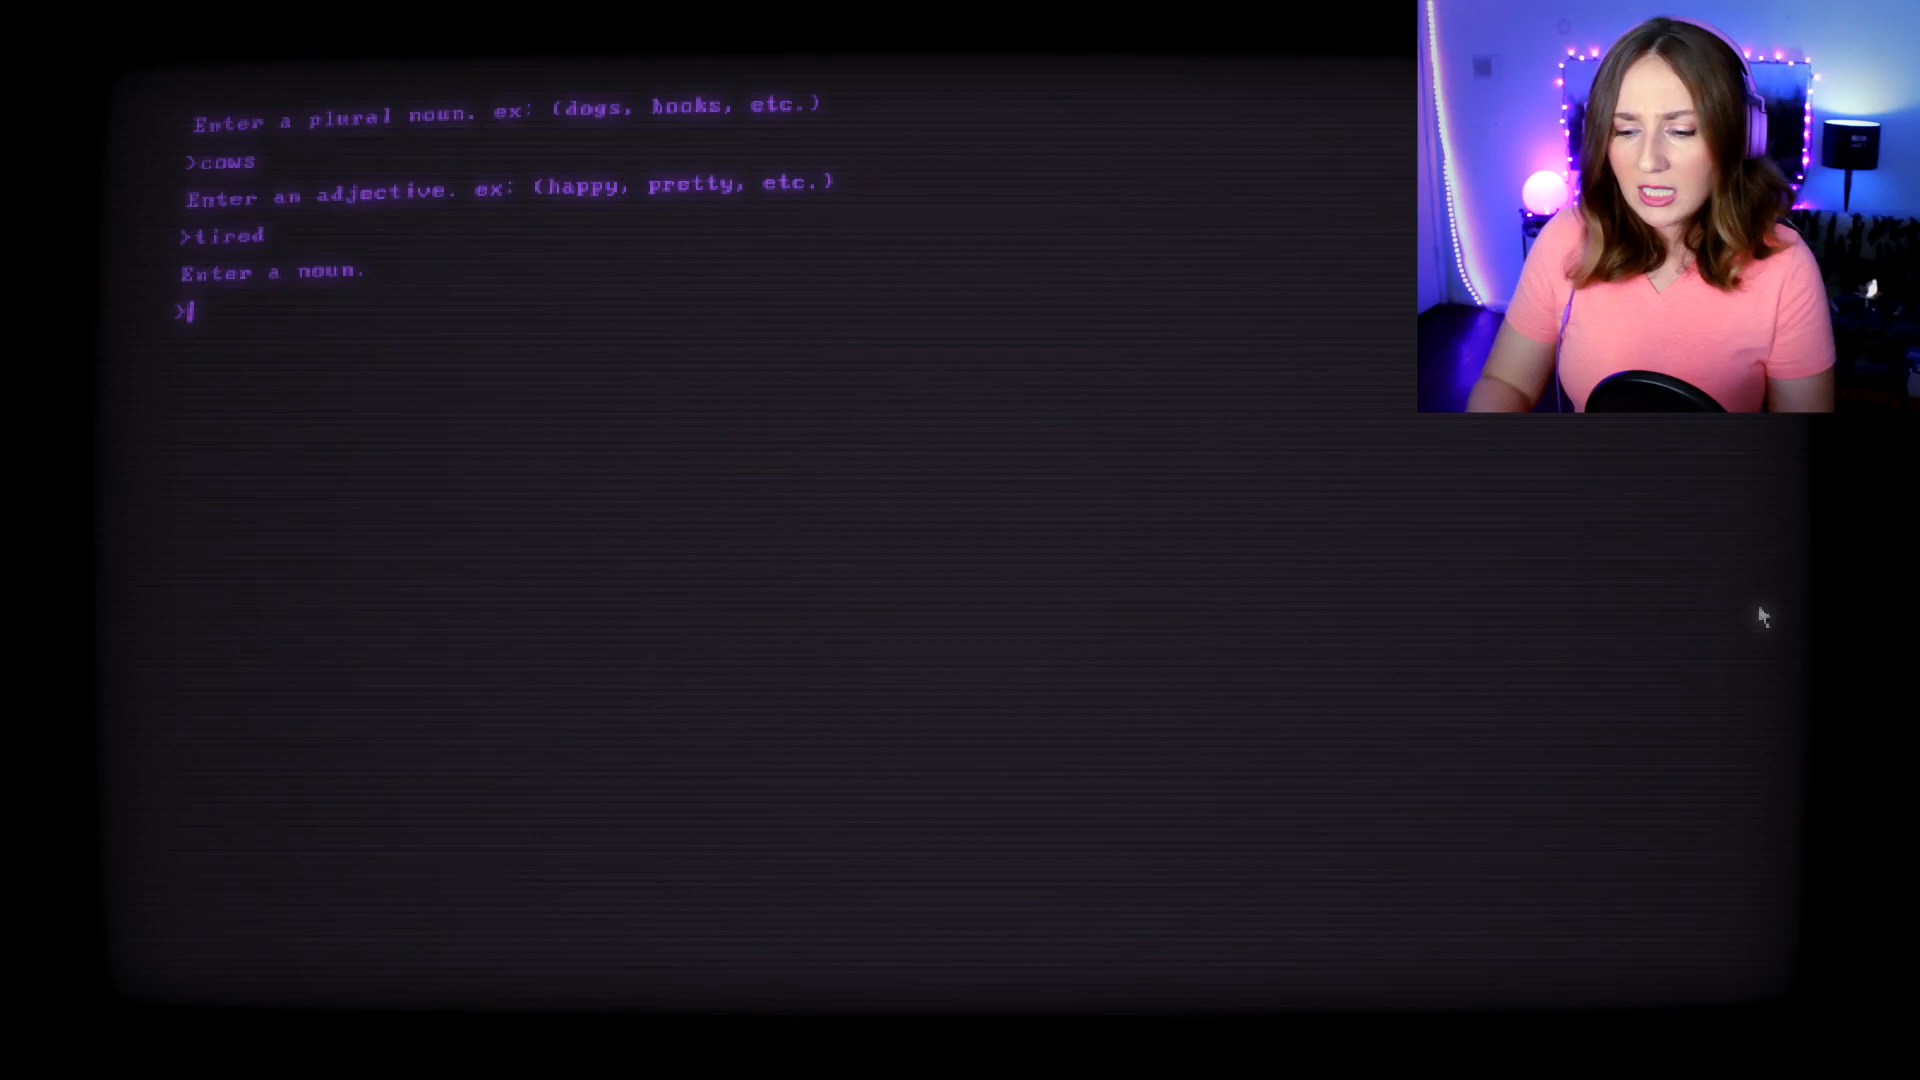 Enter a plural noun. ex: (dogs, books, etc.)
>cows
Enter an adjective. ex: (happy, pretty, etc.)
>tired
Enter a noun.
>